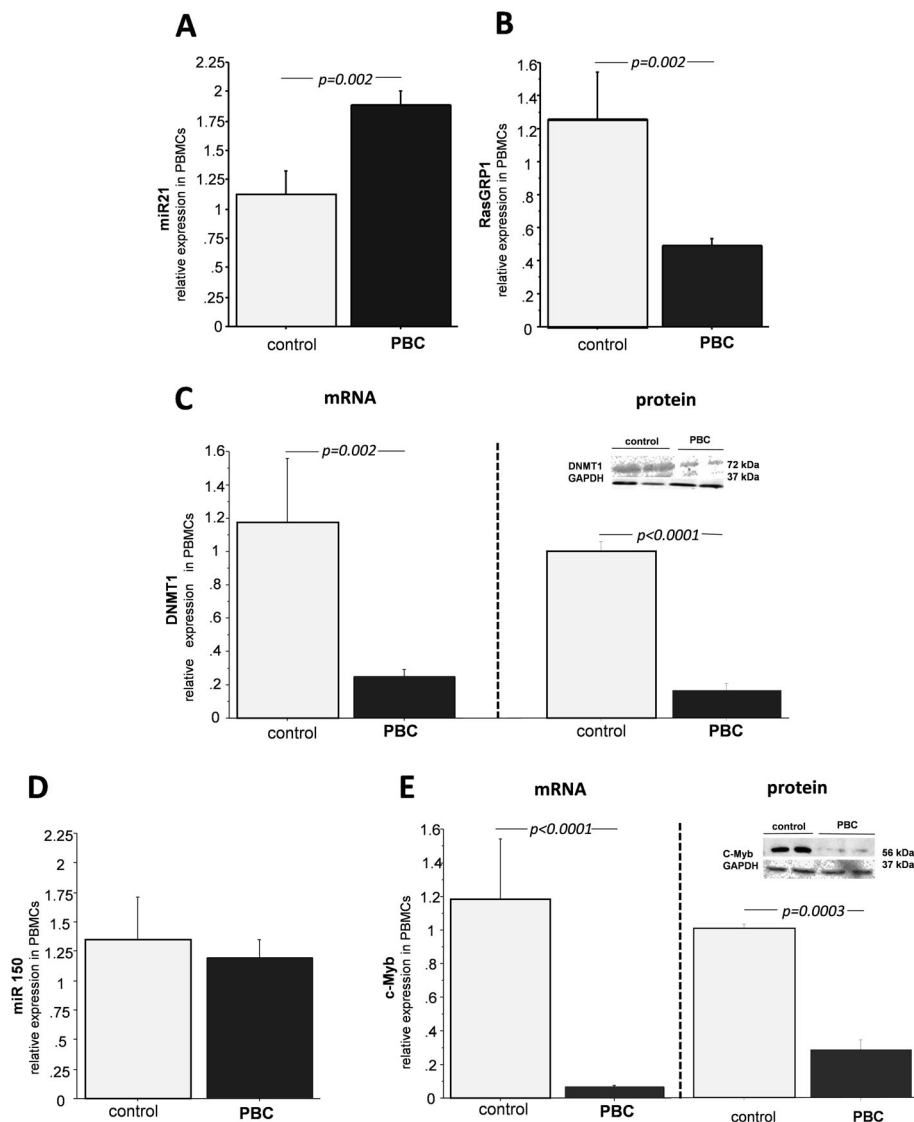 A
miR21
relative expression in PBMCs
2.25
2
1.75
1.5
1.25
1
.75
.5
.25
0
p=0.002
control
PBC
B
RasGRP1
relative expression in PBMCs
1.6
1.4
1.2
1
.8
.6
.4
.2
0
p=0.002
control
PBC
C
mRNA
protein
DNMT1
relative expression in PBMCs
1.6
1.4
1.2
1
.8
.6
.4
.2
0
p=0.002
control
PBC
control PBC
DNMT1 72 kDa
GAPDH 37 kDa
p<0.0001
control
PBC
D
miR 150
relative expression in PBMCs
2.25
2
1.75
1.5
1.25
1
.75
.5
.25
0
control
PBC
E
mRNA
protein
c-Myb
relative expression in PBMCs
1.6
1.4
1.2
1
.8
.6
.4
.2
0
p<0.0001
control
PBC
control PBC
C-Myb 56 kDa
GAPDH 37 kDa
p=0.0003
control
PBC